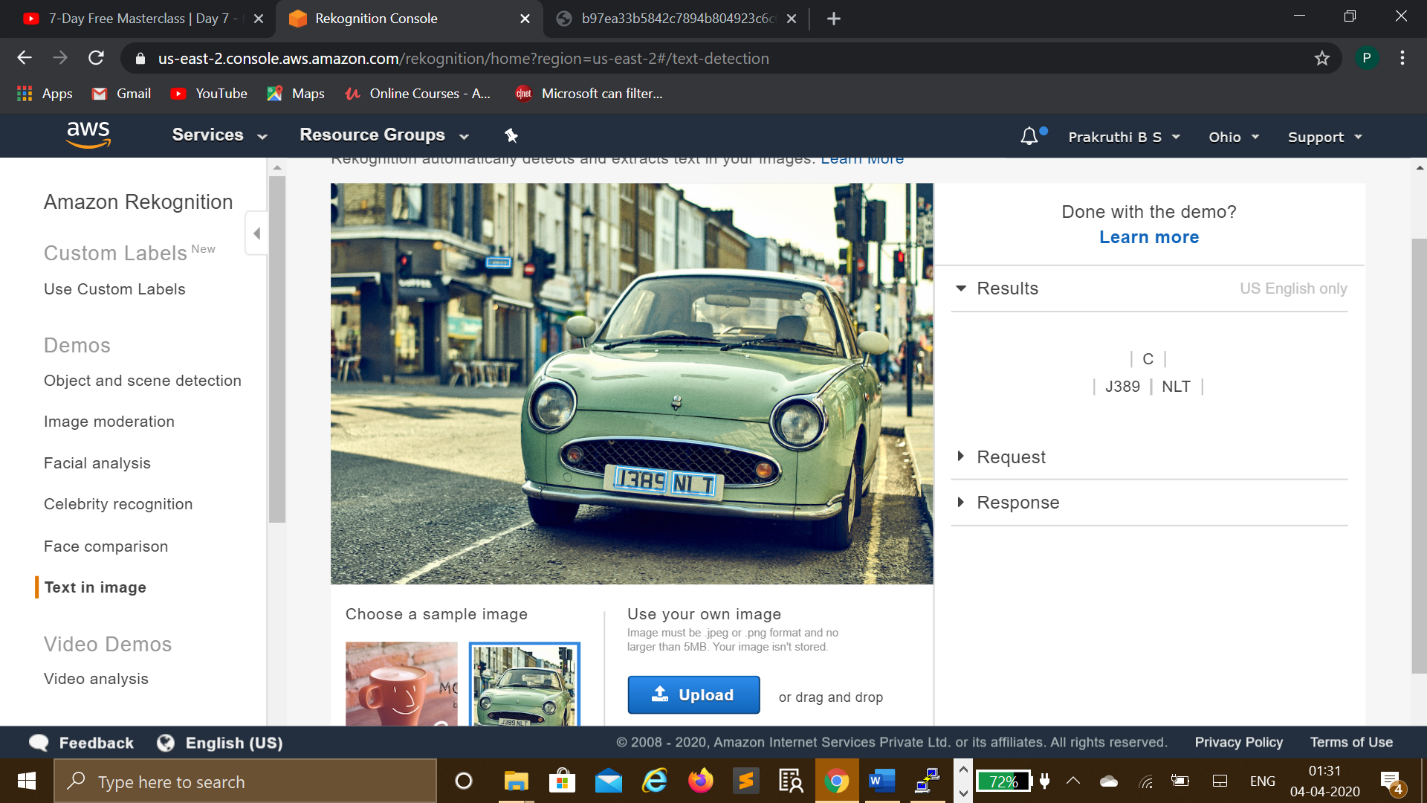 7-Day Free Masterclass | Day 7 -
Rekognition Console
b97ea33b5842c7894b804923c6c
us-east-2.console.aws.amazon.com/rekognition/home?region=us-east-2#/text-detection
P
Apps
Gmail
YouTube
Maps
Online Courses - A...
Microsoft can filter...
aws
Services
Resource Groups
Prakruthi B S
Ohio
Support
Rekognition automatically detects and extracts text in your images. Learn More
Amazon Rekognition
Custom Labels New
Use Custom Labels
Demos
Object and scene detection
Image moderation
Facial analysis
Celebrity recognition
Face comparison
Text in image
Video Demos
Video analysis
J389 NLT
Choose a sample image
Use your own image
Image must be .jpeg or .png format and no
larger than 5MB. Your image isn't stored.
Upload
or drag and drop
J389 NLT
Done with the demo?
Learn more
Results
US English only
| C |
| J389 | NLT |
Request
Response
Feedback
English (US)
© 2008 - 2020, Amazon Internet Services Private Ltd. or its affiliates. All rights reserved.
Privacy Policy
Terms of Use
Type here to search
72%
ENG
01:31
04-04-2020
4